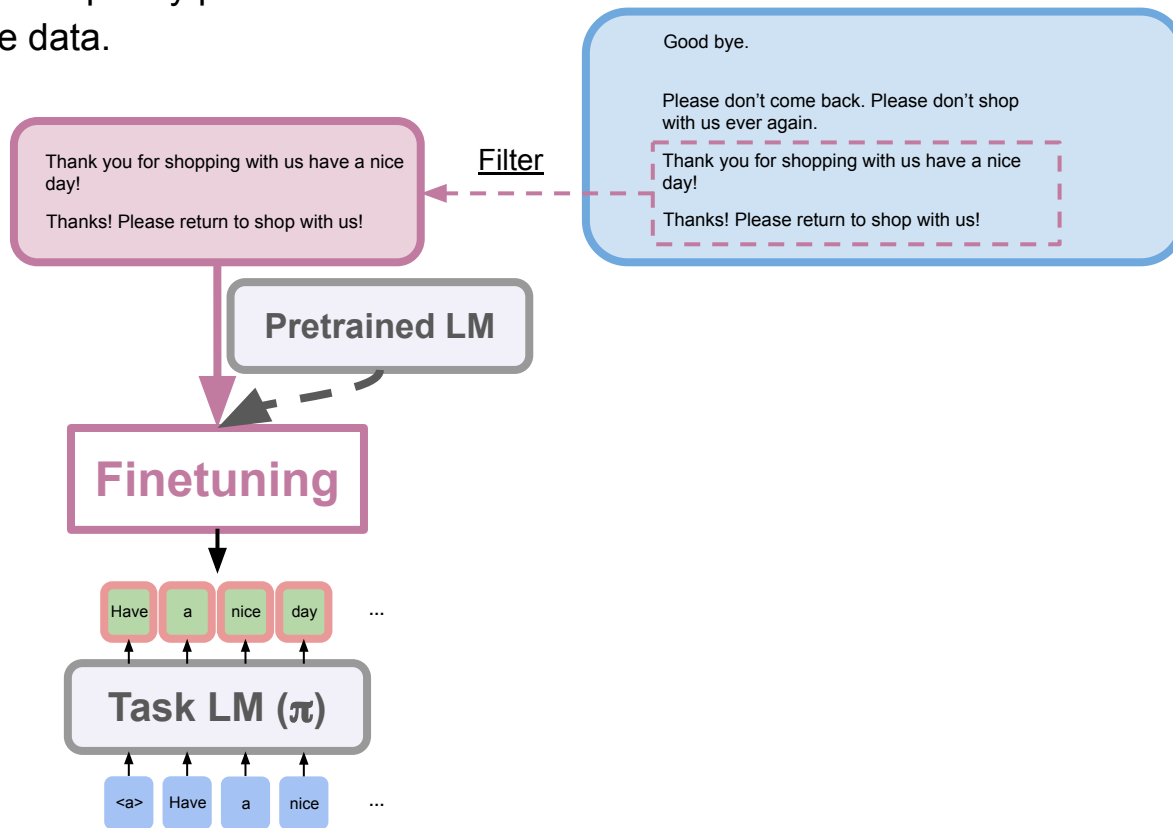 e data.
Good bye.
Please don't come back. Please don't shop
with us ever again.
Thank you for shopping with us have a nice
day!
Thanks! Please return to shop with us!
Filter
Thank you for shopping with us have a nice
day!
Thanks! Please return to shop with us!
Pretrained LM
Finetuning
Have a nice day ...
Task LM (π)
<a> Have a nice ...